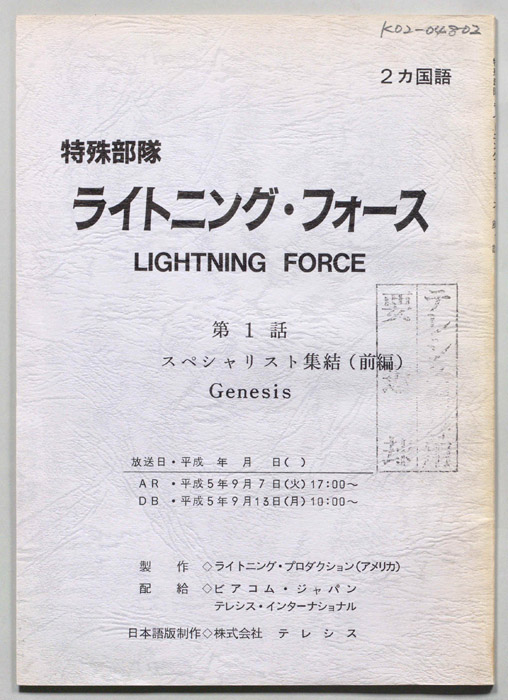 K02-04802
2カ国語
特殊部隊
ライトニング・フォース
LIGHTNING FORCE
第1話
スペシャリスト集結(前編)
Genesis
放送日・平成 年 月 日( )
AR・平成5年9月7日(火)17:00～
DB・平成5年9月13日(月)10:00～
製 作◇ライトニング・プロダクション(アメリカ)
配 給◇ビアコム・ジャパン
テレシス・インターナショナル
日本語版制作◇株式会社 テレシス